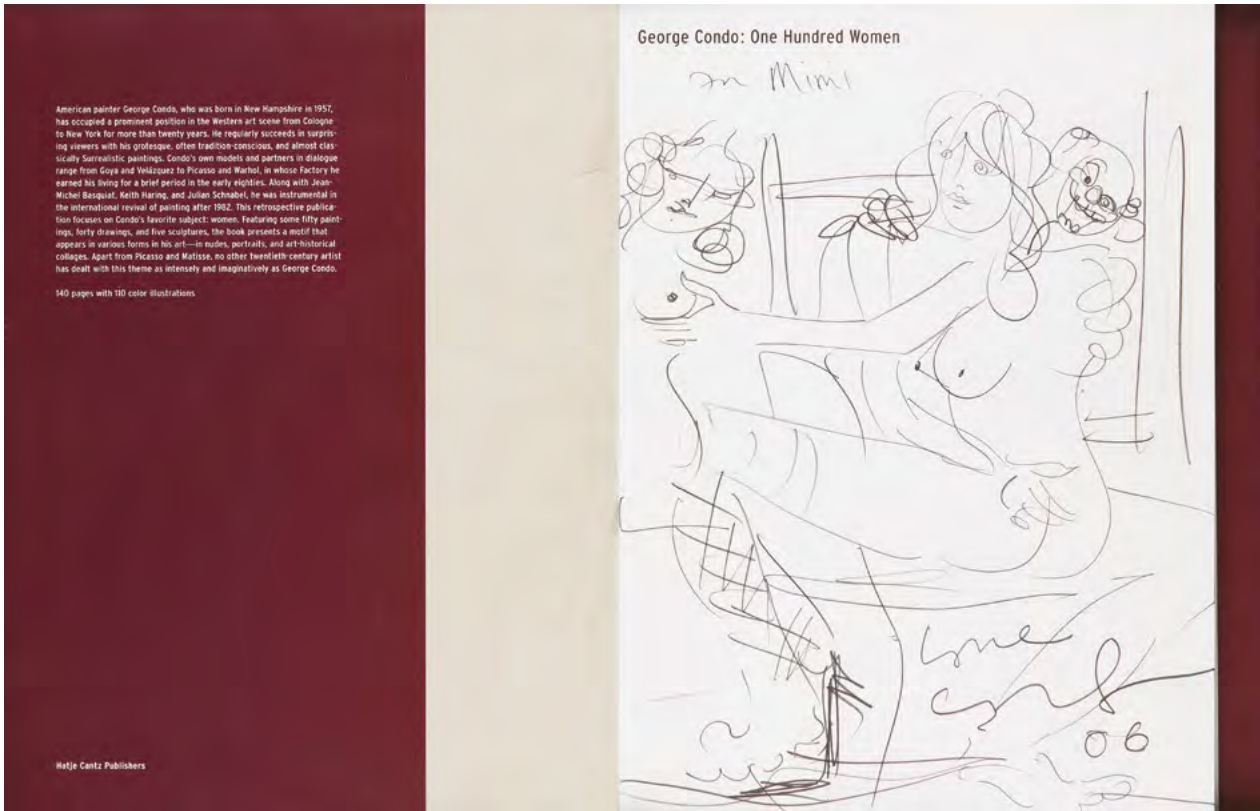 American painter George Condo, who was born in New Hampshire in 1957,
has occupied a prominent position in the Western art scene from Cologne
to New York for more than twenty years. He regularly succeeds in surpris-
ing viewers with his grotesque, often tradition-conscious, and almost clas-
sically Surrealistic paintings. Condo's own models and partners in dialogue
range from Goya and Velázquez to Picasso and Warhol, in whose Factory he
earned his living for a brief period in the early eighties. Along with Jean-
Michel Basquiat, Keith Haring, and Julian Schnabel, he was instrumental in
the international revival of painting after 1982. This retrospective publica-
tion focuses on Condo's favorite subject: women. Featuring some fifty paint-
ings, forty drawings, and five sculptures, the book presents a motif that
appears in various forms in his art—in nudes, portraits, and art-historical
collages. Apart from Picasso and Matisse, no other twentieth-century artist
has dealt with this theme as intensely and imaginatively as George Condo.
140 pages with 110 color illustrations
Hatje Cantz Publishers
George Condo: One Hundred Women
Mimi
06